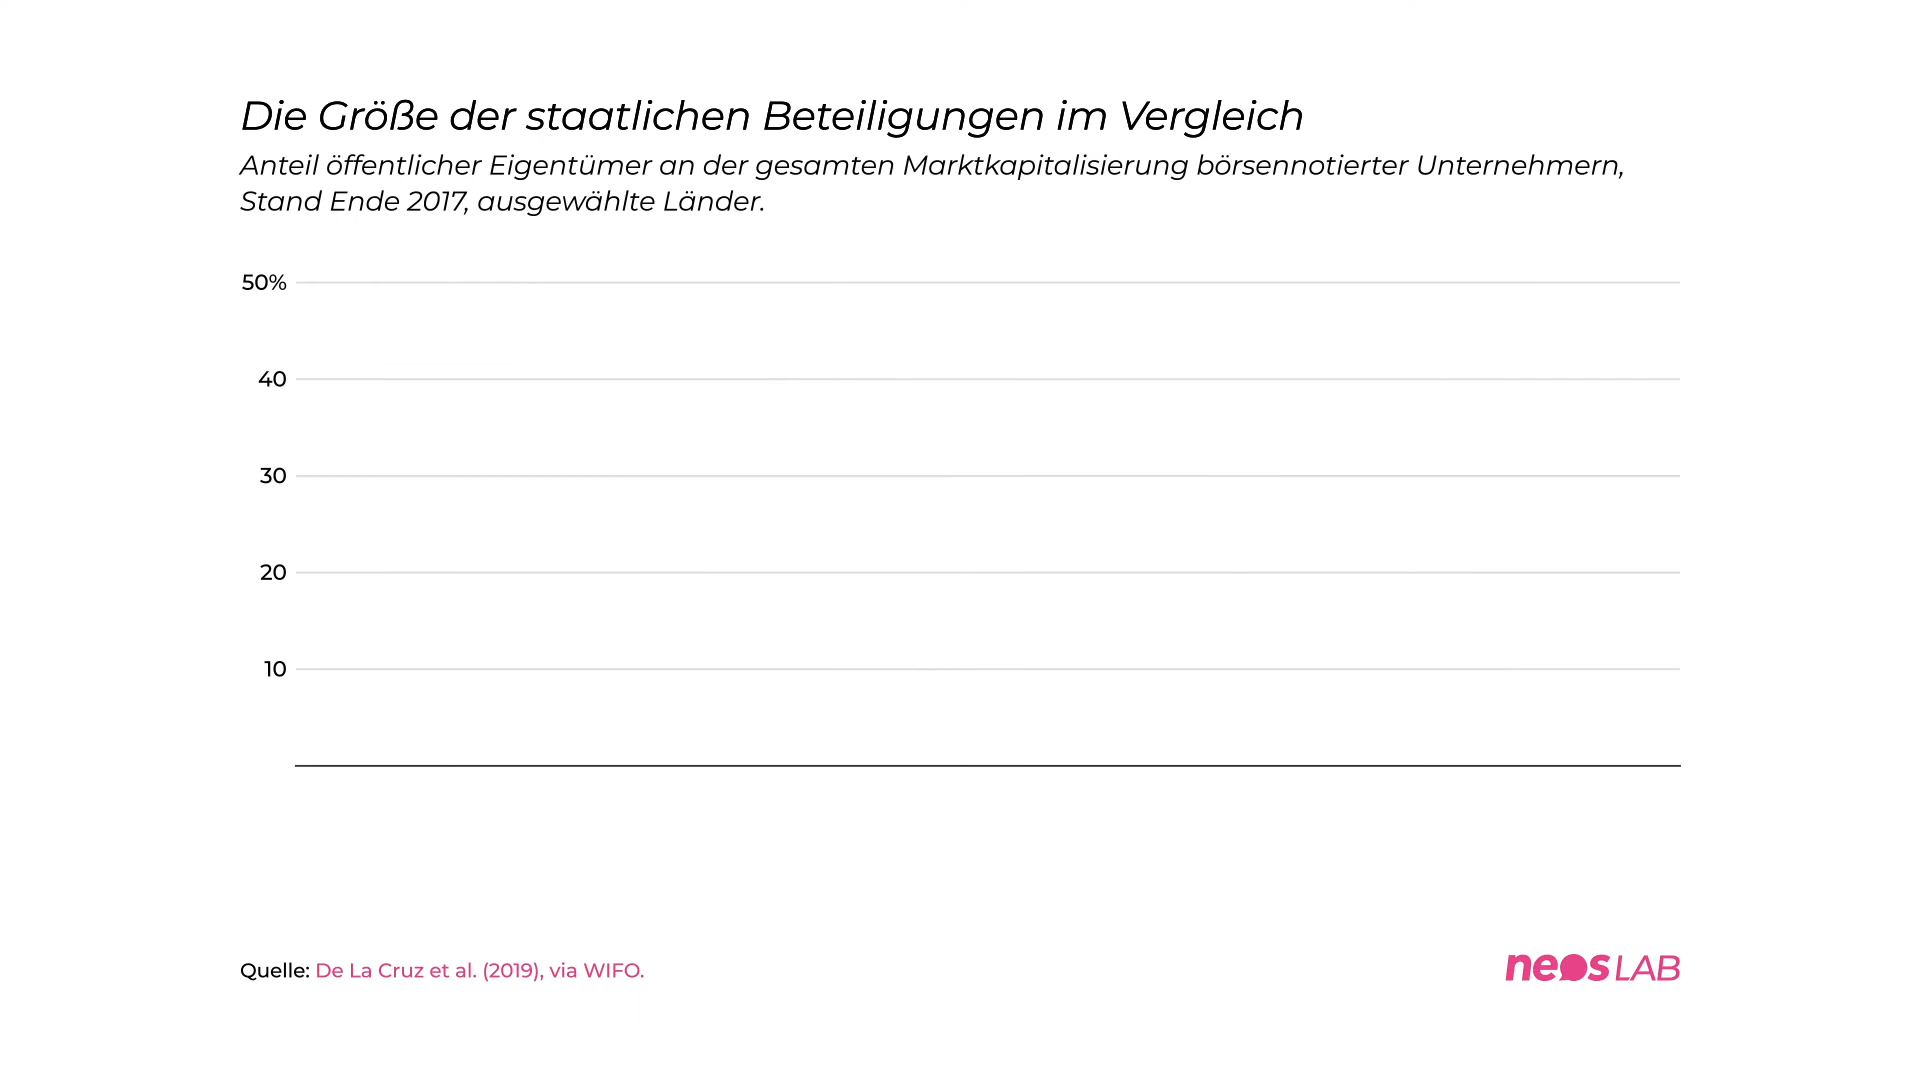 Die Größe der staatlichen Beteiligungen im Vergleich
Anteil öffentlicher Eigentümer an der gesamten Marktkapitalisierung börsennotierter Unternehmern,
Stand Ende 2017, ausgewählte Länder.
50%
40
30
20
10
Quelle: De La Cruz et al. (2019), via WIFO.
neos LAB